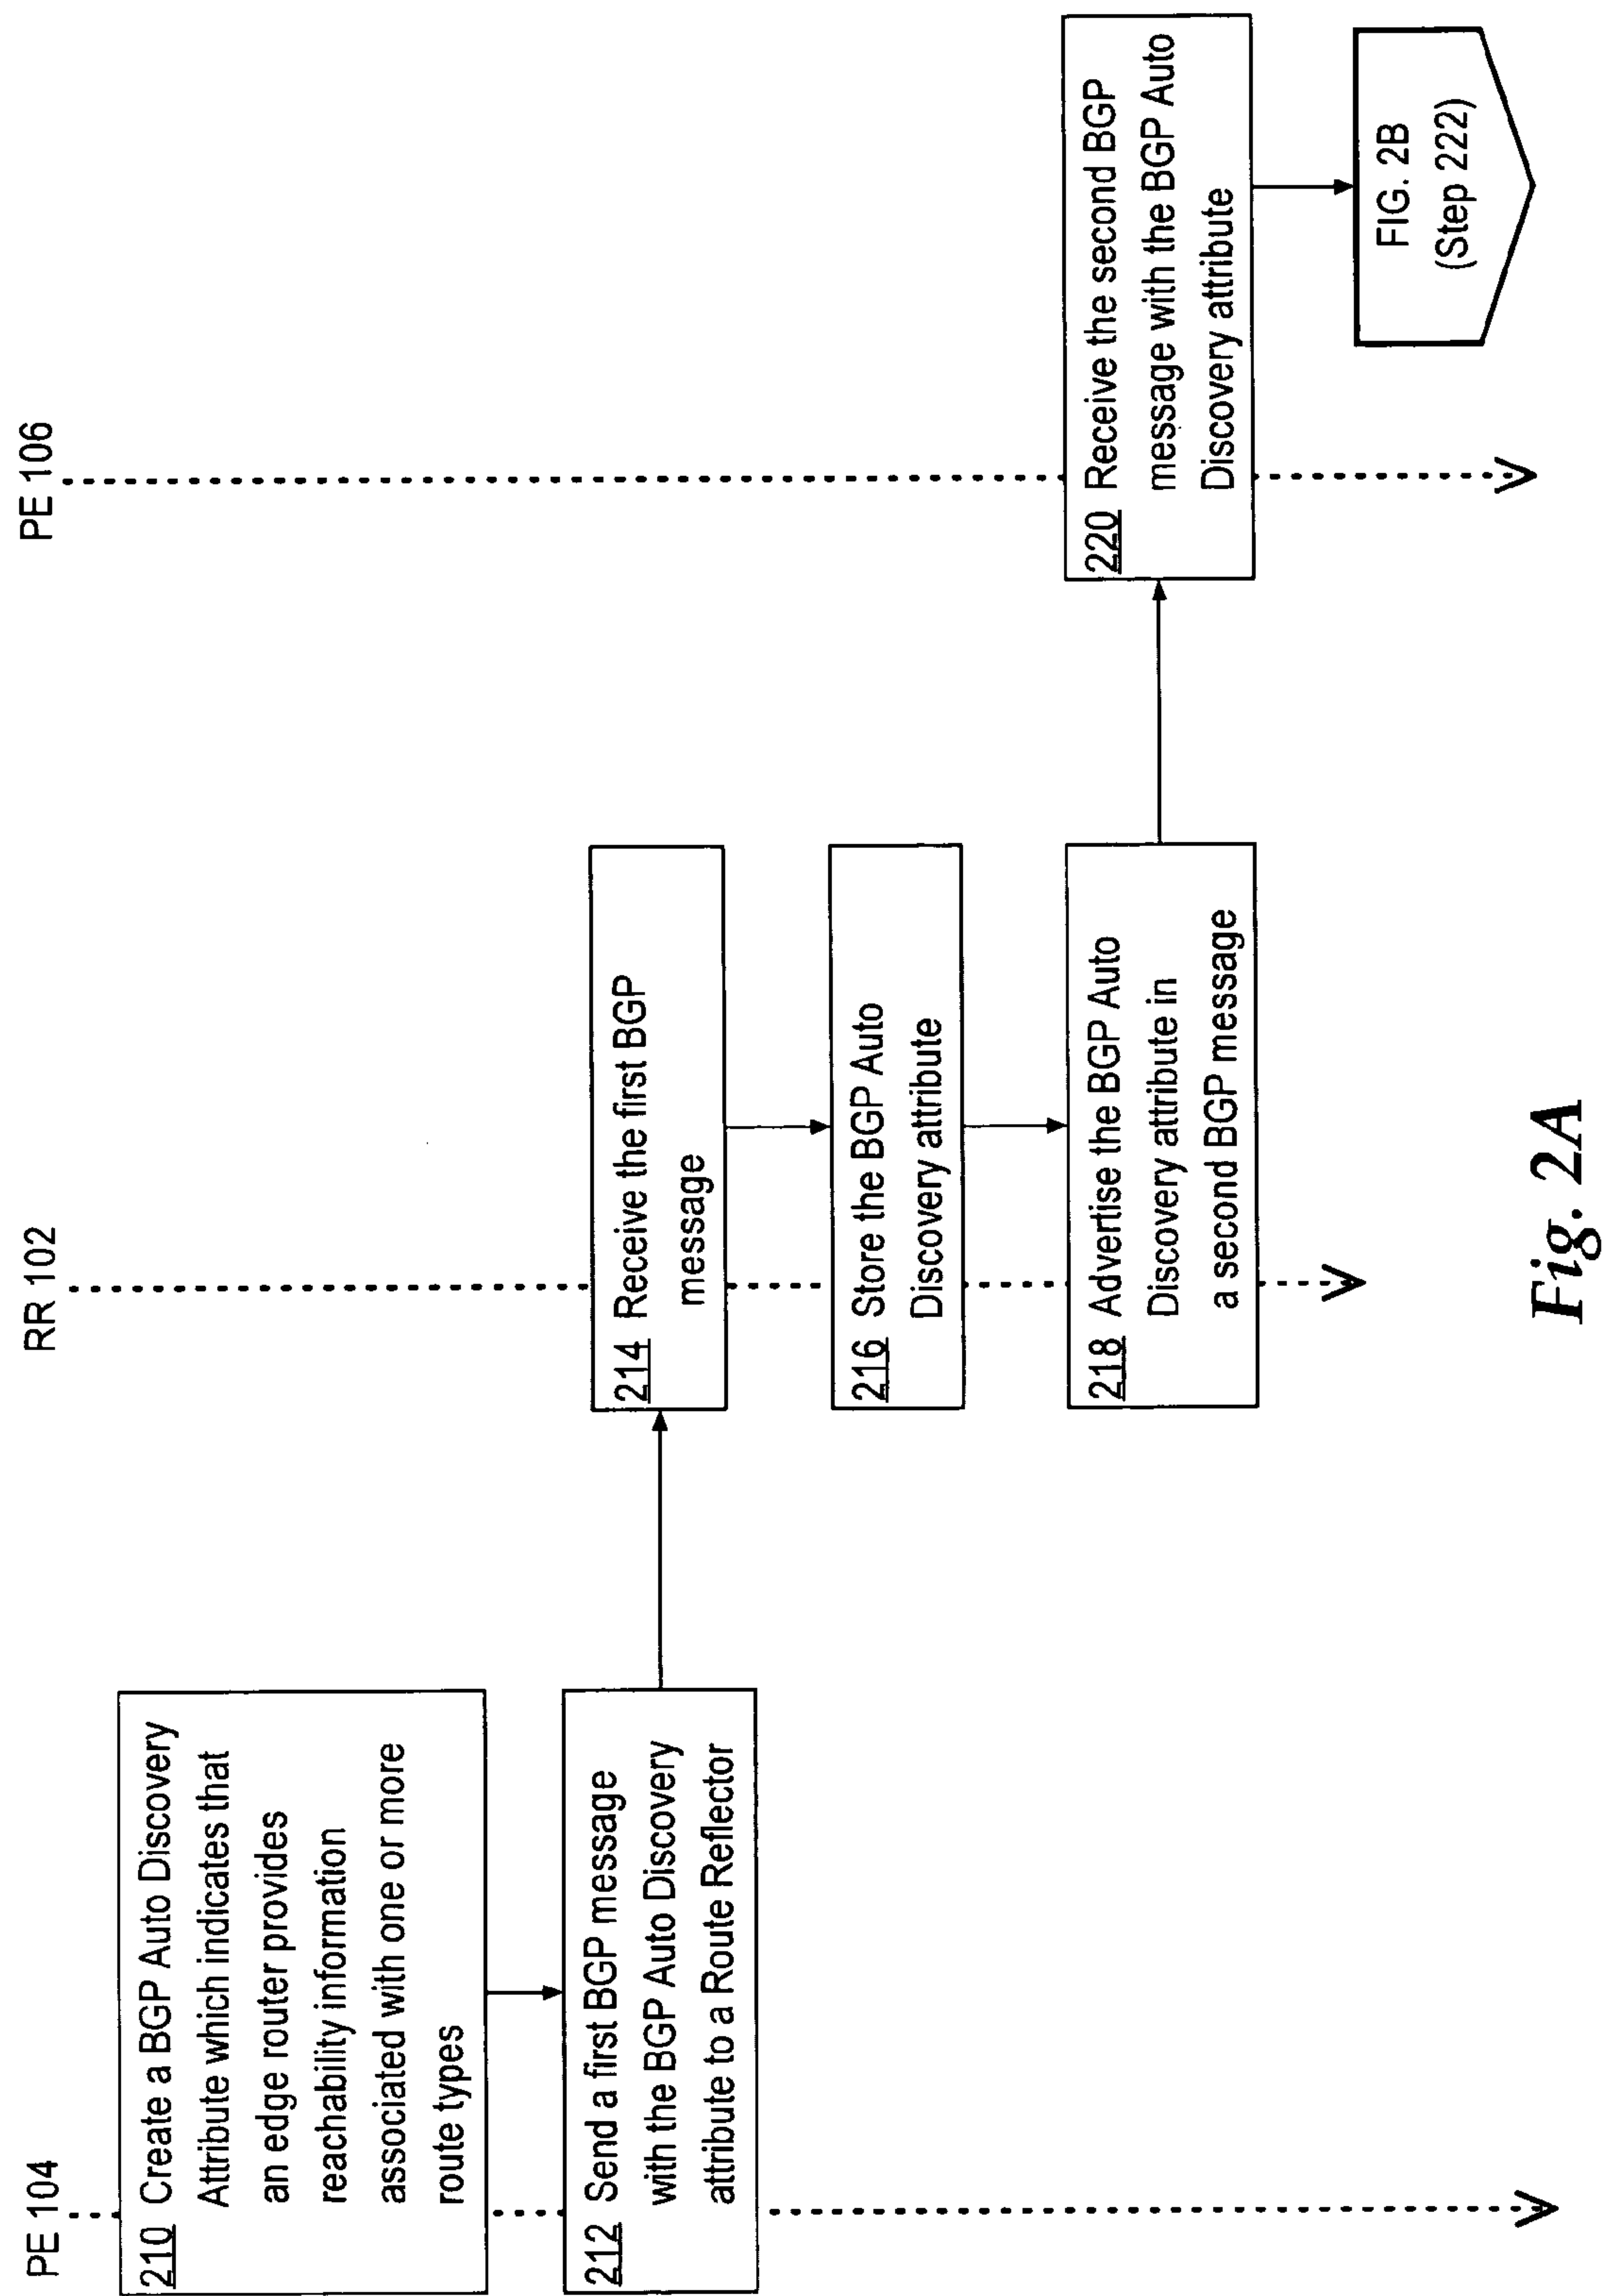 PE 104
RR 102
PE 106
210 Create a BGP Auto Discovery
Attribute which indicates that
an edge router provides
reachability information
associated with one or more
route types
212 Send a first BGP message
with the BGP Auto Discovery
attribute to a Route Reflector
214 Receive the first BGP
message
216 Store the BGP Auto
Discovery attribute
218 Advertise the BGP Auto
Discovery attribute in
a second BGP message
220 Receive the second BGP
message with the BGP Auto
Discovery attribute
FIG. 2B
(Step 222)
Fig. 2A